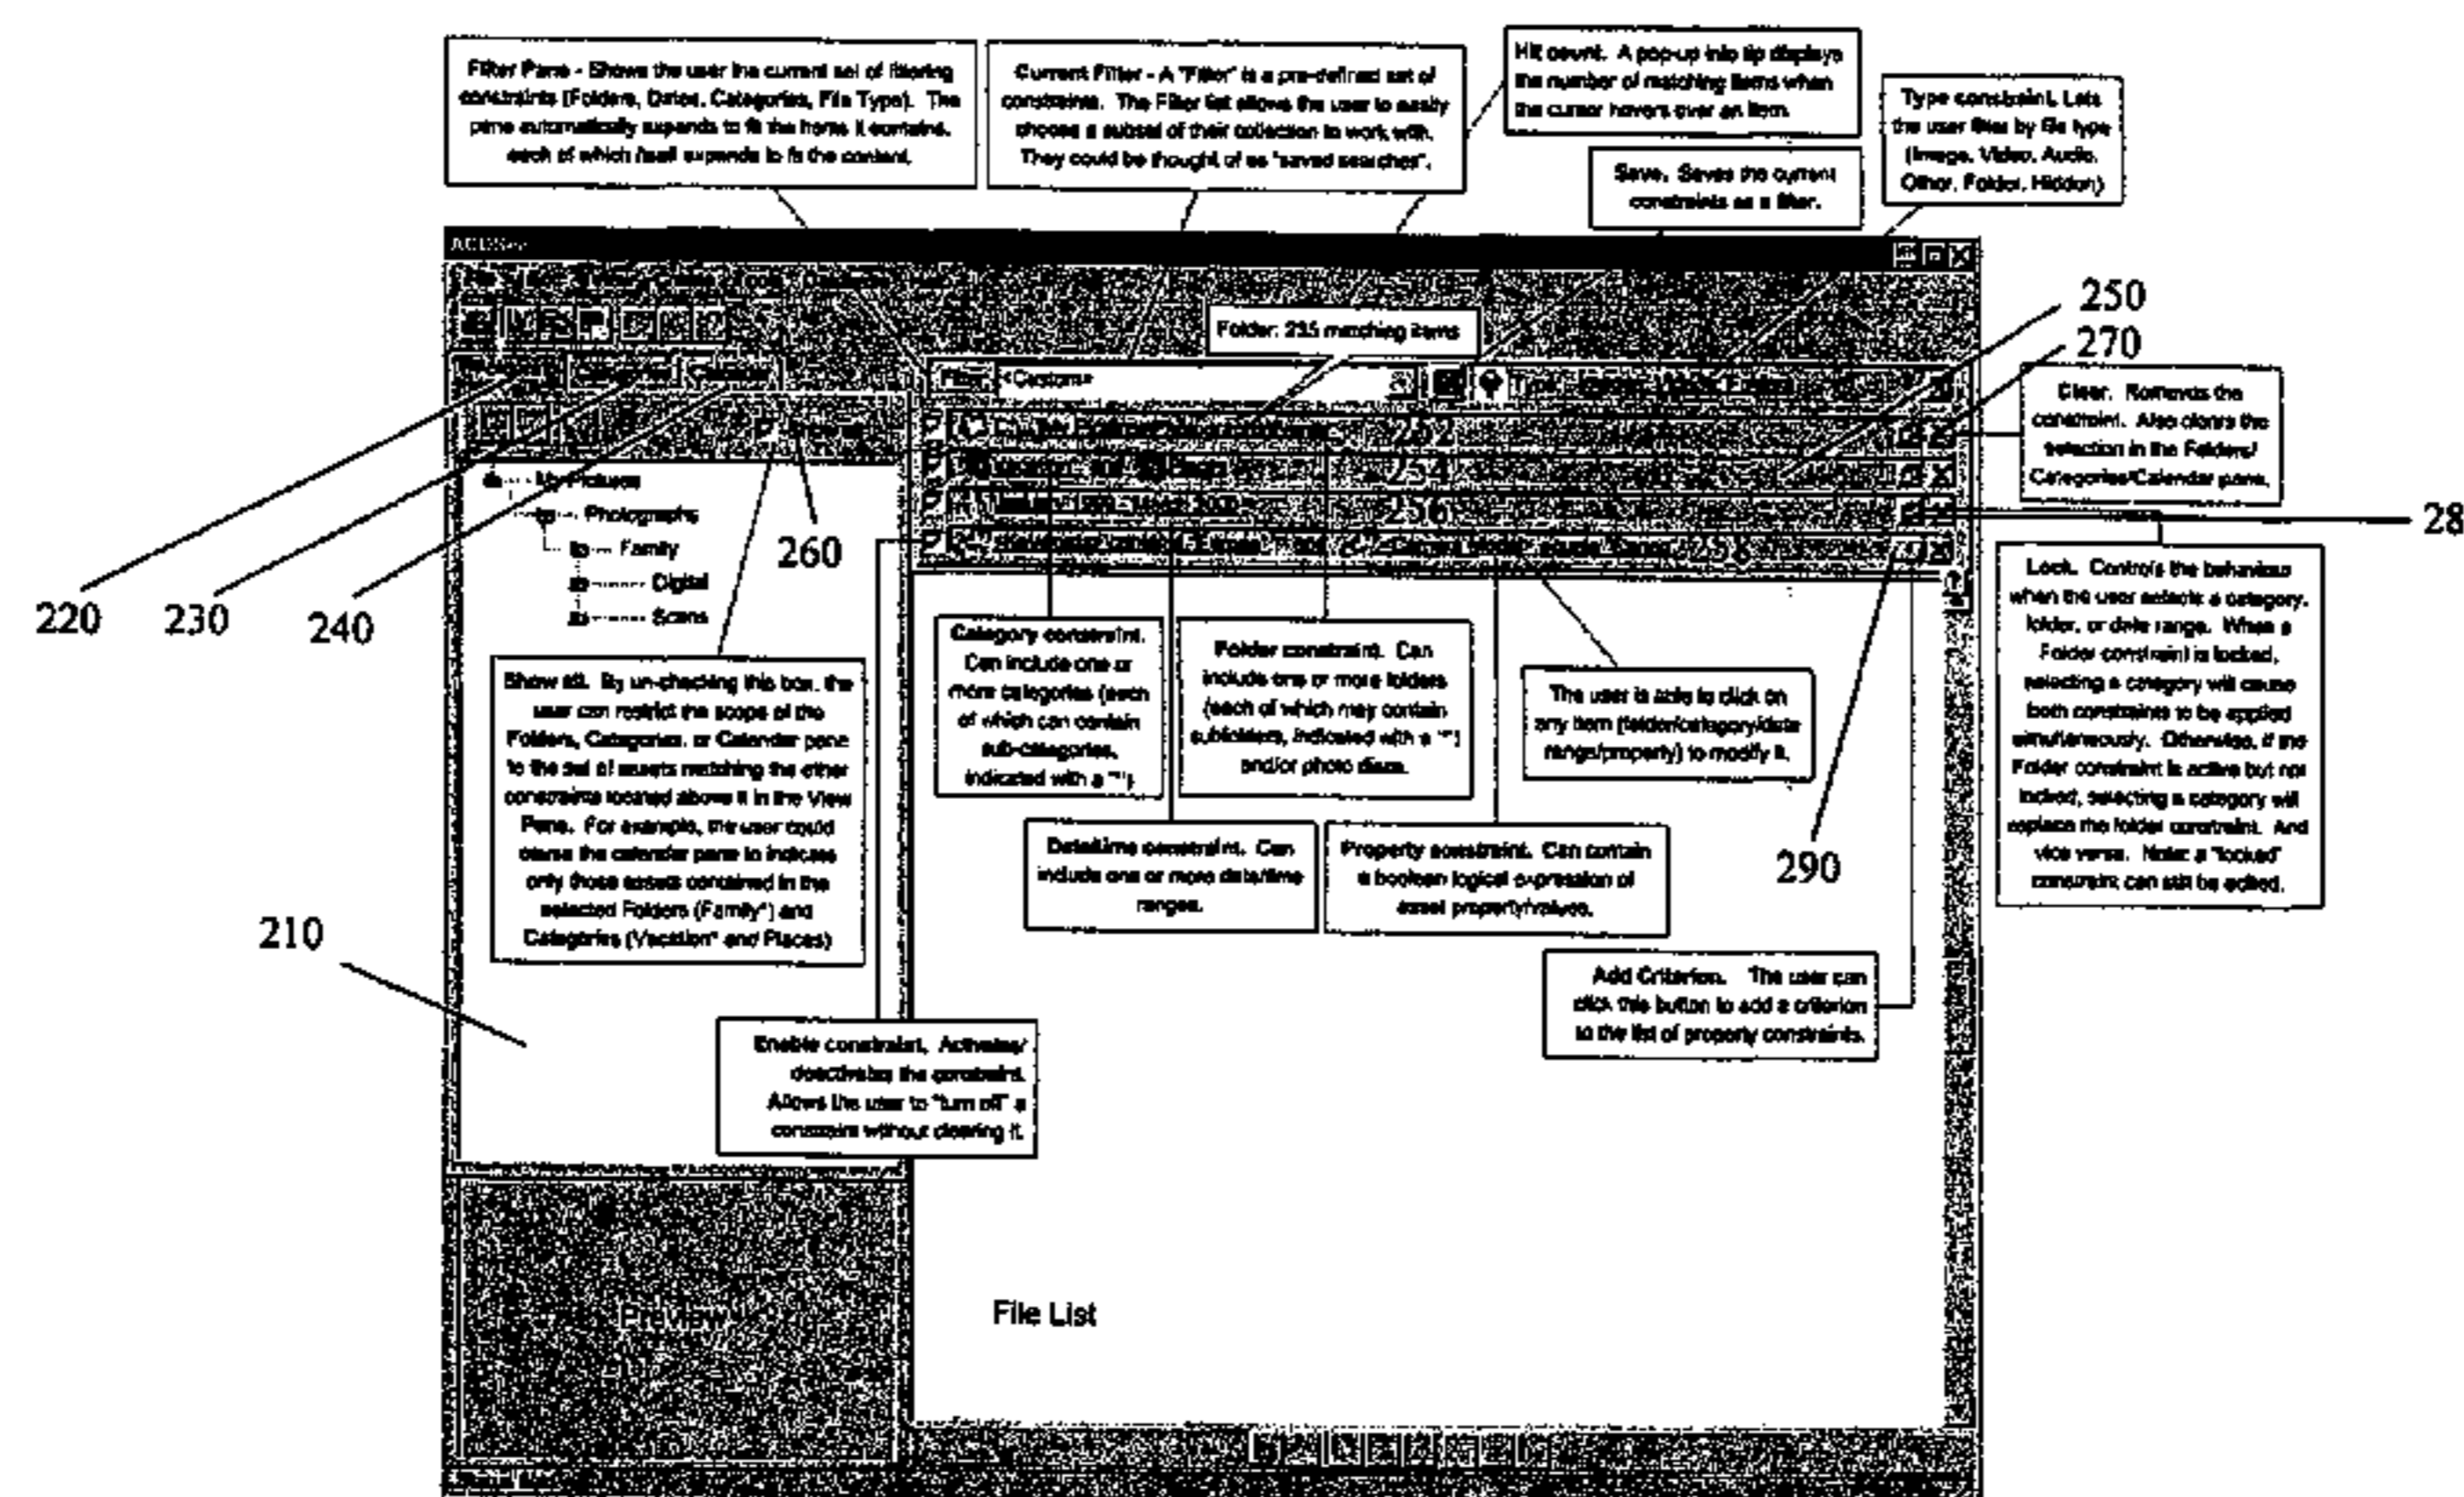 Filter Pane - Shows the user the current set of filtering
constraints (Folders, Dates, Categories, File Type). The
pane automatically expands to fit the items it contains,
each of which itself expands to fit the content.
Current Filter - A "Filter" is a pre-defined set of
constraints. The Filter list allows the user to easily
choose a subset of their collection to work with.
They could be thought of as "saved searches".
Hit count. A pop-up info tip displays
the number of matching items when
the cursor hovers over an item.
Save. Saves the current
constraints as a filter.
Type constraint. Lets
the user filter by file type
(Image, Video, Audio,
Other, Folder, Hidden)
ACDSee
Folder: 235 matching items
Filter: <Custom>
Type:
250
270
252
254
256
258
28
Clear. Removes the
constraint. Also clears the
selection in the Folders/
Categories/Calendar pane.
My Pictures
Photographs
Family
Digital
Scans
260
220
230
240
Show all. By un-checking this box, the
user can restrict the scope of the
Folders, Categories, or Calendar pane
to the set of assets matching the other
constraints located above it in the View
Pane. For example, the user could
the calendar pane to indicate
only those assets contained in the
selected Folders (Family*) and
Categories (Vacation* and Places)
210
Category constraint.
Can include one or
more categories (each
of which can contain
sub-categories,
indicated with a "*")
Folder constraint. Can
include one or more folders
(each of which may contain
subfolders, indicated with a "*")
and/or photo discs.
The user is able to click on
any item (folder/category/date
range/property) to modify it.
Lock. Controls the behaviour
when the user selects a category,
folder, or date range. When a
Folder constraint is locked,
selecting a category will cause
both constraints to be applied
simultaneously. Otherwise, if the
Folder constraint is active but not
locked, selecting a category will
replace the folder constraint. And
vice versa. Note: a "locked"
constraint can still be edited.
Date/time constraint. Can
include one or more date/time
ranges.
Property constraint. Can contain
a boolean logical expression of
asset property/values.
290
Add Criterion. The user can
click this button to add a criterion
to the list of property constraints.
Enable constraint. Activates/
deactivates the constraint.
Allows the user to "turn off" a
constraint without clearing it.
Preview
File List